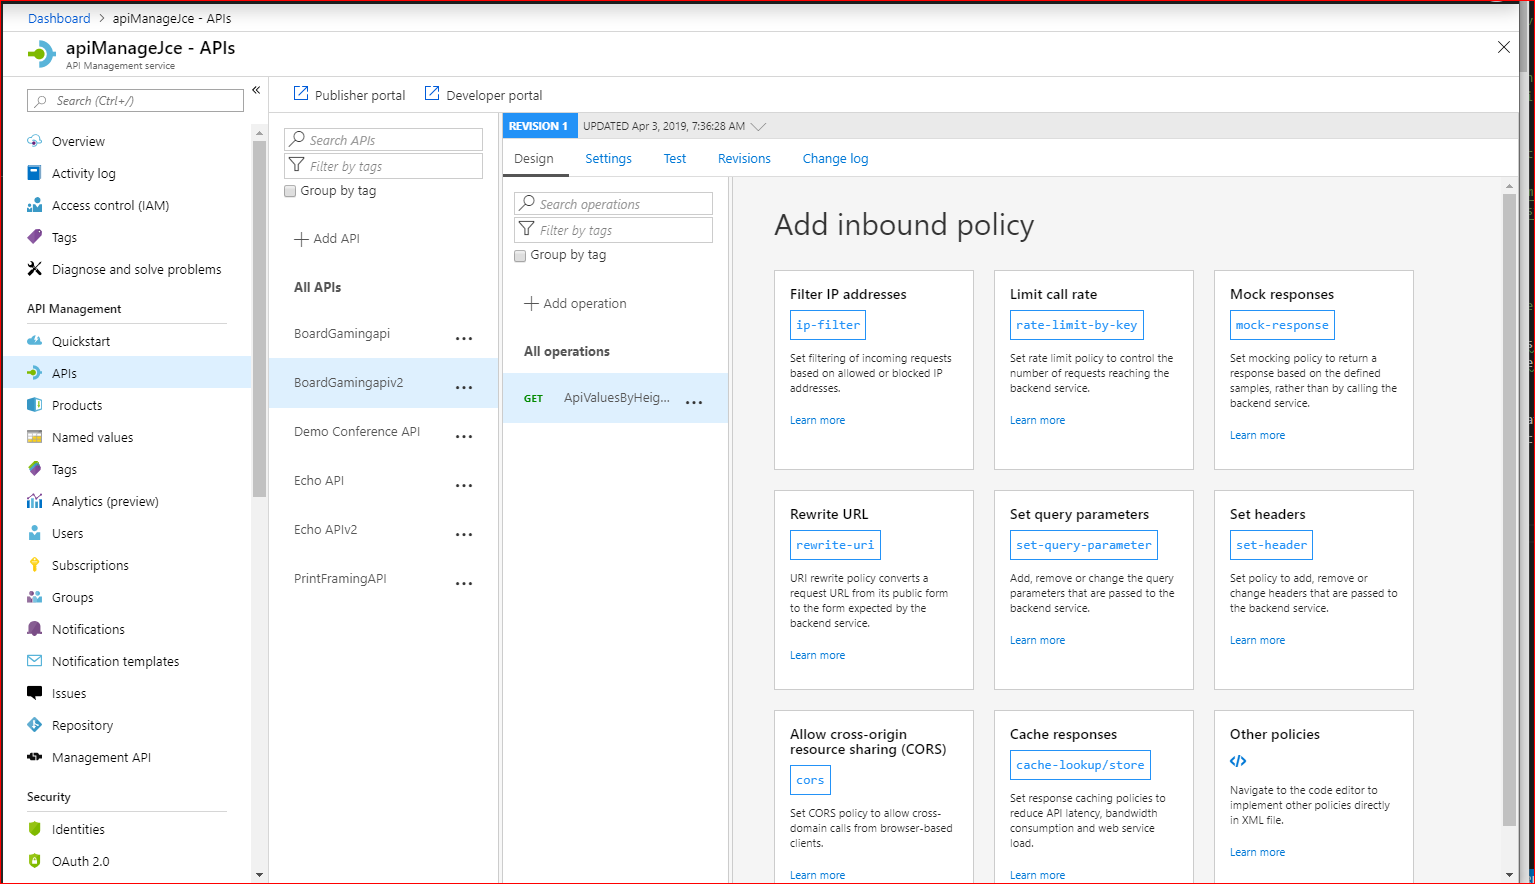 Dashboard > apiManageJce - APIs
apiManageJce - APIs
API Management service
Search (Ctrl+/)
Overview
Activity log
Access control (IAM)
Tags
Diagnose and solve problems
API Management
Quickstart
APIs
Products
Named values
Tags
Analytics (preview)
Users
Subscriptions
Groups
Notifications
Notification templates
Issues
Repository
Management API
Security
Identities
OAuth 2.0
Publisher portal
Developer portal
Search APIs
Filter by tags
Group by tag
Add API
All APIs
BoardGamingapi
BoardGamingapiv2
Demo Conference API
Echo API
Echo APIv2
PrintFramingAPI
REVISION 1
UPDATED Apr 3, 2019, 7:36:28 AM
Design
Settings
Test
Revisions
Change log
Search operations
Filter by tags
Group by tag
Add operation
All operations
GET ApiValuesByHeig...
Add inbound policy
Filter IP addresses
ip-filter
Set filtering of incoming requests
based on allowed or blocked IP
addresses.
Learn more
Limit call rate
rate-limit-by-key
Set rate limit policy to control the
number of requests reaching the
backend service.
Learn more
Mock responses
mock-response
Set mocking policy to return a
response based on the defined
samples, rather than by calling the
backend service.
Learn more
Rewrite URL
rewrite-uri
URI rewrite policy converts a
request URL from its public form
to the form expected by the
backend service.
Learn more
Set query parameters
set-query-parameter
Add, remove or change the query
parameters that are passed to the
backend service.
Learn more
Set headers
set-header
Set policy to add, remove or
change headers that are passed to
the backend service.
Learn more
Allow cross-origin
resource sharing (CORS)
cors
Set CORS policy to allow cross-
domain calls from browser-based
clients.
Learn more
Cache responses
cache-lookup/store
Set response caching policies to
reduce API latency, bandwidth
consumption and web service
load.
Learn more
Other policies
</>
Navigate to the code editor to
implement other policies directly
in XML file.
Learn more